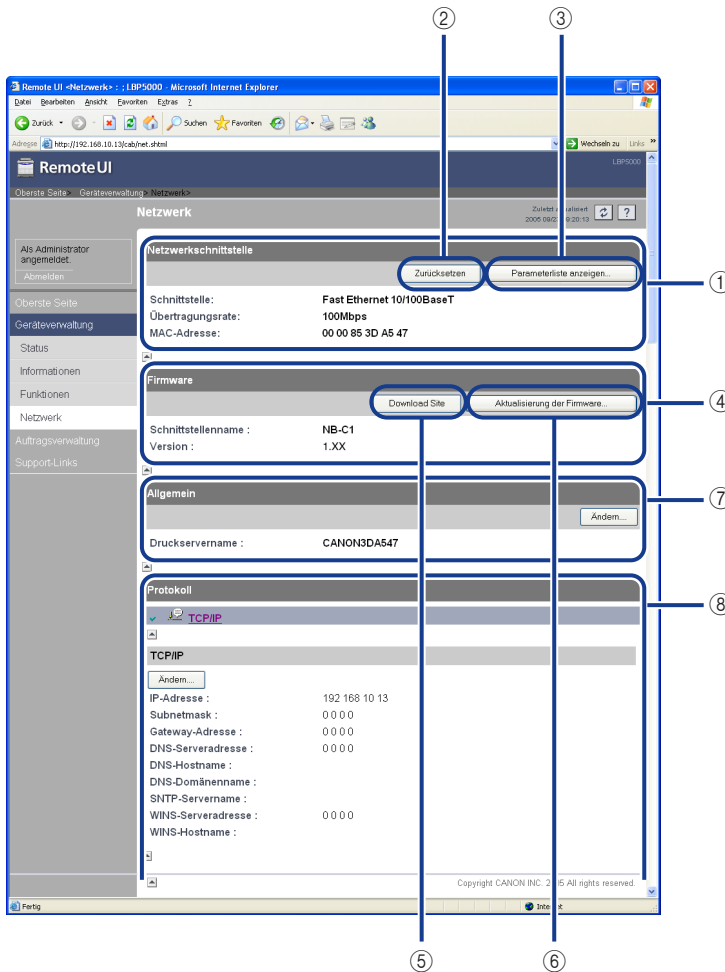 ② ③
Remote UI <Netzwerk> : ; LBP5000 - Microsoft Internet Explorer
Datei Bearbeiten Ansicht Favoriten Extras ?
Zurück Suchen Favoriten
Adresse http://192.168.10.13/cab/net.shtml Wechseln zu Links »
Remote UI LBP5000
Oberste Seite> Geräteverwaltung> Netzwerk>
Netzwerk
Zuletzt
?
Als Administrator
angemeldet.
Abmelden
Oberste Seite
Geräteverwaltung
Status
Informationen
Funktionen
Netzwerk
Auftragsverwaltung
Support-Links
Netzwerkschnittstelle
Zurücksetzen Parameterliste anzeigen...
①
Schnittstelle: Fast Ethernet 10/100BaseT
Übertragungsrate: 100Mbps
MAC-Adresse: 00 00 85 3D A5 47
Firmware
Download Site Aktualisierung der Firmware...
④
Schnittstellenname : NB-C1
Version : 1.XX
Allgemein
⑦
Ändern...
Druckservername : CANON3DA547
Protokoll
⑧
TCP/IP
TCP/IP
Ändern....
IP-Adresse : 192 168 10 13
Subnetmask : 0 0 0 0
Gateway-Adresse : 0 0 0 0
DNS-Serveradresse : 0 0 0 0
DNS-Hostname :
DNS-Domänenname :
SNTP-Servername :
WINS-Serveradresse : 0 0 0 0
WINS-Hostname :
Copyright CANON INC. All rights reserved.
Fertig
⑤ ⑥